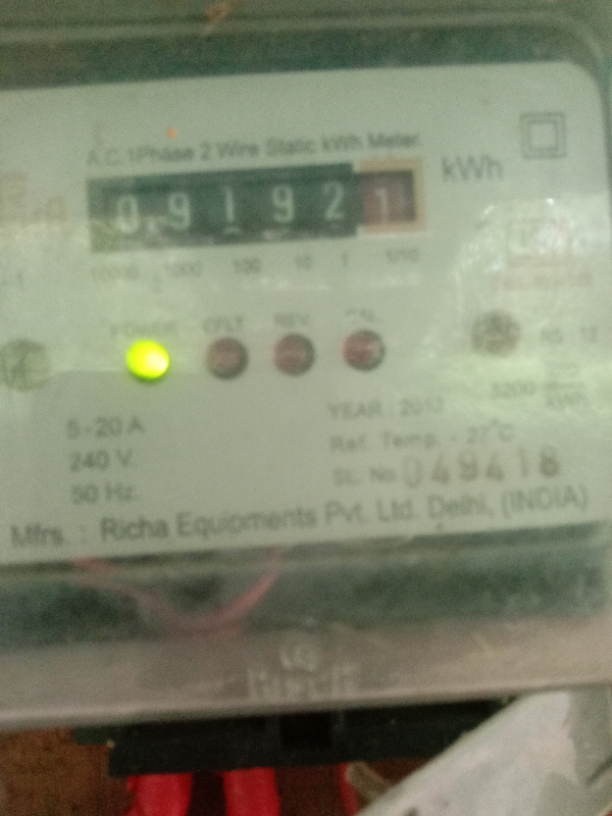 A.C.1Phase 2 Wire Static kWh Meter.
0 9 1 9 2 1 kWh
10000 1000 100 10 1 1/10
POWER REV. CAL
5-20 A
240 V.
50 Hz.
3200
YEAR : 2012
Ref. Temp. - 27°C
SL. No. 049418
Mfrs. : Richa Equipments Pvt. Ltd. Delhi, (INDIA)